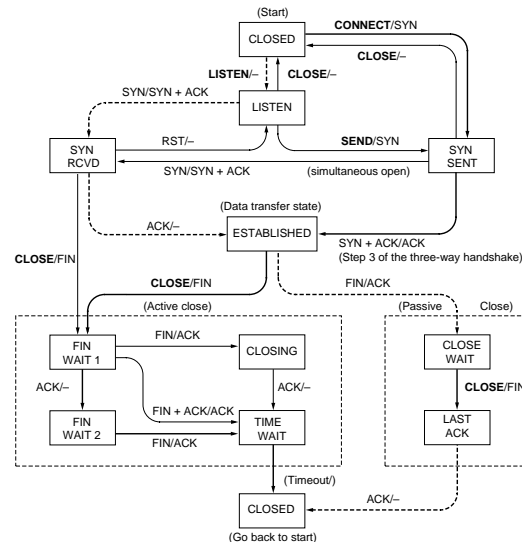 (Start)
CONNECT/SYN
CLOSED
CLOSE/–
LISTEN/–
CLOSE/–
SYN/SYN + ACK
LISTEN
SYN
RCVD
RST/–
SEND/SYN
SYN
SENT
SYN/SYN + ACK
(simultaneous open)
(Data transfer state)
ACK/–
ESTABLISHED
SYN + ACK/ACK
(Step 3 of the three-way handshake)
CLOSE/FIN
CLOSE/FIN
FIN/ACK
(Active close)
(Passive
Close)
FIN
WAIT 1
FIN/ACK
CLOSING
CLOSE
WAIT
ACK/–
ACK/–
CLOSE/FIN
FIN + ACK/ACK
FIN
WAIT 2
FIN/ACK
TIME
WAIT
LAST
ACK
(Timeout/)
CLOSED
ACK/–
(Go back to start)